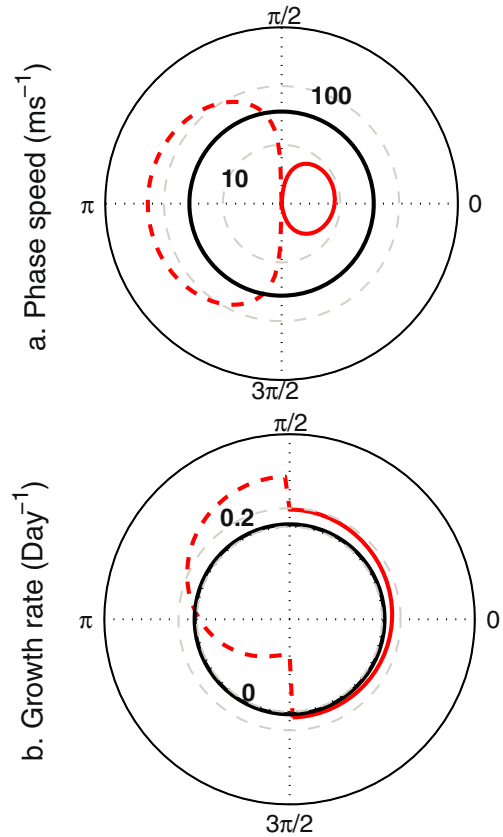 π/2
a. Phase speed (ms⁻¹)
100
10
π
0
3π/2
π/2
b. Growth rate (Day⁻¹)
0.2
π
0
0
3π/2